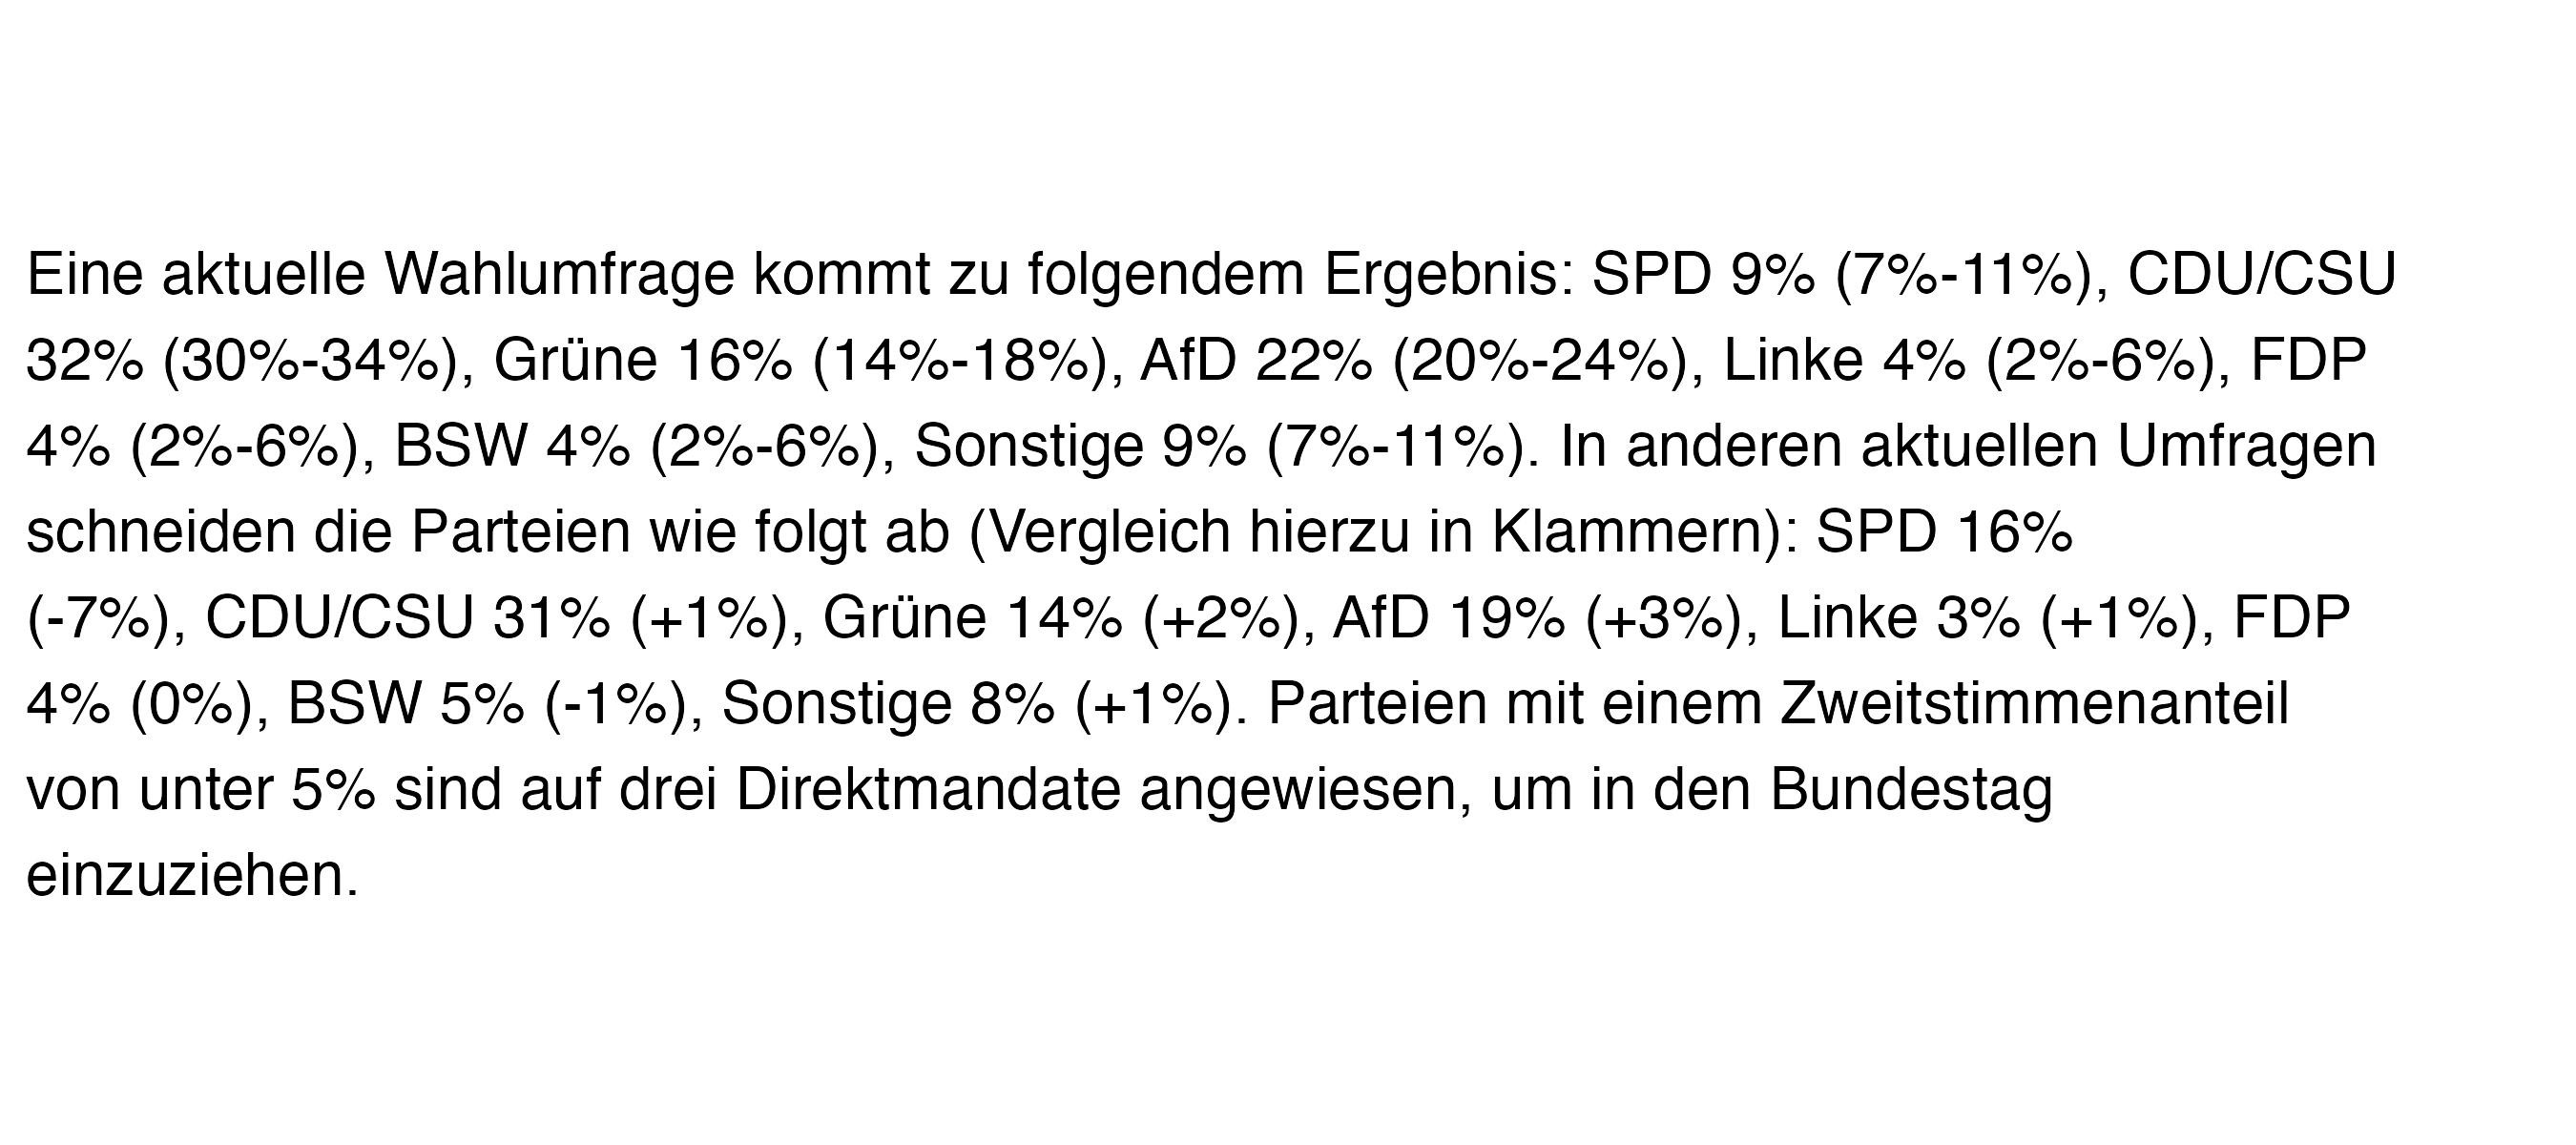 Eine aktuelle Wahlumfrage kommt zu folgendem Ergebnis: SPD 9% (7%-11%), CDU/CSU
32% (30%-34%), Grüne 16% (14%-18%), AfD 22% (20%-24%), Linke 4% (2%-6%), FDP
4% (2%-6%), BSW 4% (2%-6%), Sonstige 9% (7%-11%). In anderen aktuellen Umfragen
schneiden die Parteien wie folgt ab (Vergleich hierzu in Klammern): SPD 16%
(-7%), CDU/CSU 31% (+1%), Grüne 14% (+2%), AfD 19% (+3%), Linke 3% (+1%), FDP
4% (0%), BSW 5% (-1%), Sonstige 8% (+1%). Parteien mit einem Zweitstimmenanteil
von unter 5% sind auf drei Direktmandate angewiesen, um in den Bundestag
einzuziehen.